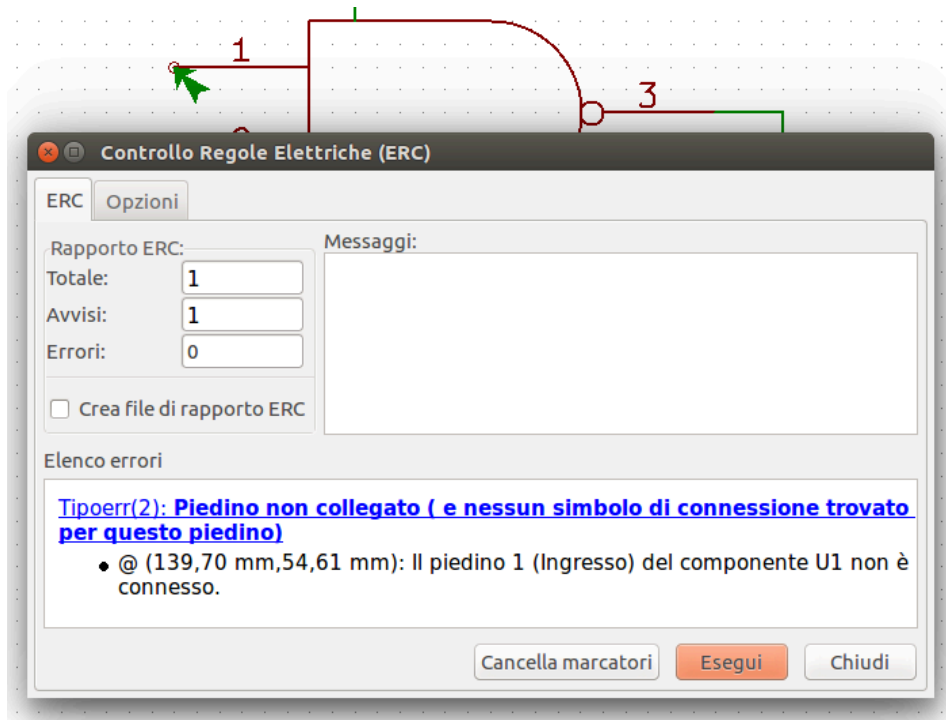 1
3
Controllo Regole Elettriche (ERC)
ERC
Opzioni
Rapporto ERC:
Messaggi:
Totale:
1
Avvisi:
1
Errori:
0
Crea file di rapporto ERC
Elenco errori
Tipoerr(2): Piedino non collegato ( e nessun simbolo di connessione trovato
per questo piedino)
@ (139,70 mm,54,61 mm): Il piedino 1 (Ingresso) del componente U1 non è
connesso.
Cancella marcatori
Esegui
Chiudi